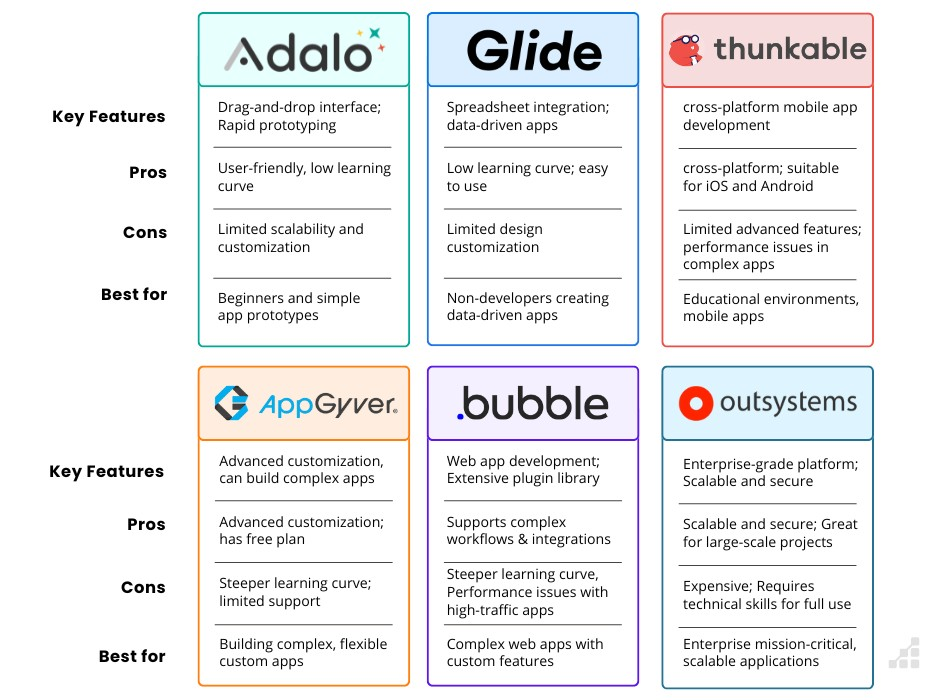 Adalo
Glide
thunkable
Key Features
Drag-and-drop interface;
Rapid prototyping
Spreadsheet integration;
data-driven apps
cross-platform mobile app
development
Pros
User-friendly, low learning
curve
Low learning curve; easy
to use
cross-platform; suitable
for iOS and Android
Cons
Limited scalability and
customization
Limited design
customization
Limited advanced features;
performance issues in
complex apps
Best for
Beginners and simple
app prototypes
Non-developers creating
data-driven apps
Educational environments,
mobile apps
AppGyver®
.bubble
outsystems
Key Features
Advanced customization,
can build complex apps
Web app development;
Extensive plugin library
Enterprise-grade platform;
Scalable and secure
Pros
Advanced customization;
has free plan
Supports complex
workflows & integrations
Scalable and secure; Great
for large-scale projects
Cons
Steeper learning curve;
limited support
Steeper learning curve,
Performance issues with
high-traffic apps
Expensive; Requires
technical skills for full use
Best for
Building complex, flexible
custom apps
Complex web apps with
custom features
Enterprise mission-critical,
scalable applications